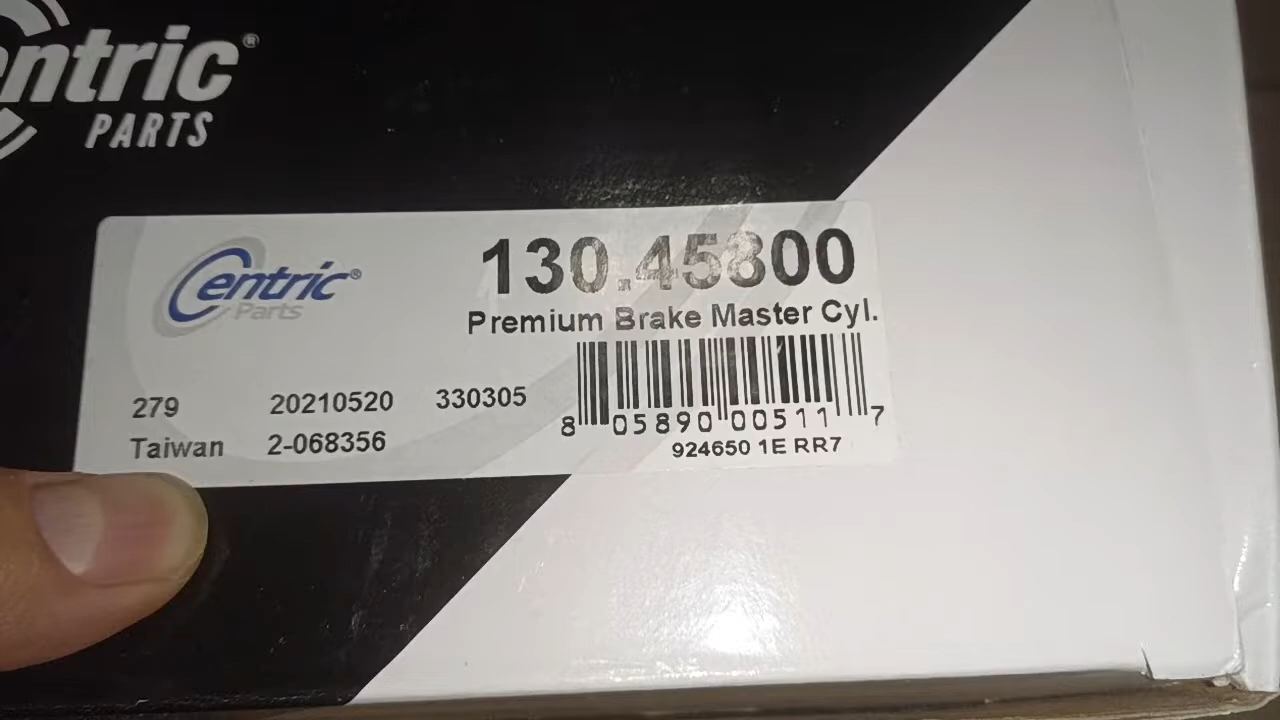 entric®
PARTS
Centric®
Parts
130.45800
Premium Brake Master Cyl.
279 20210520 330305
Taiwan 2-068356
8 05890 00511 7
924650 1E RR7